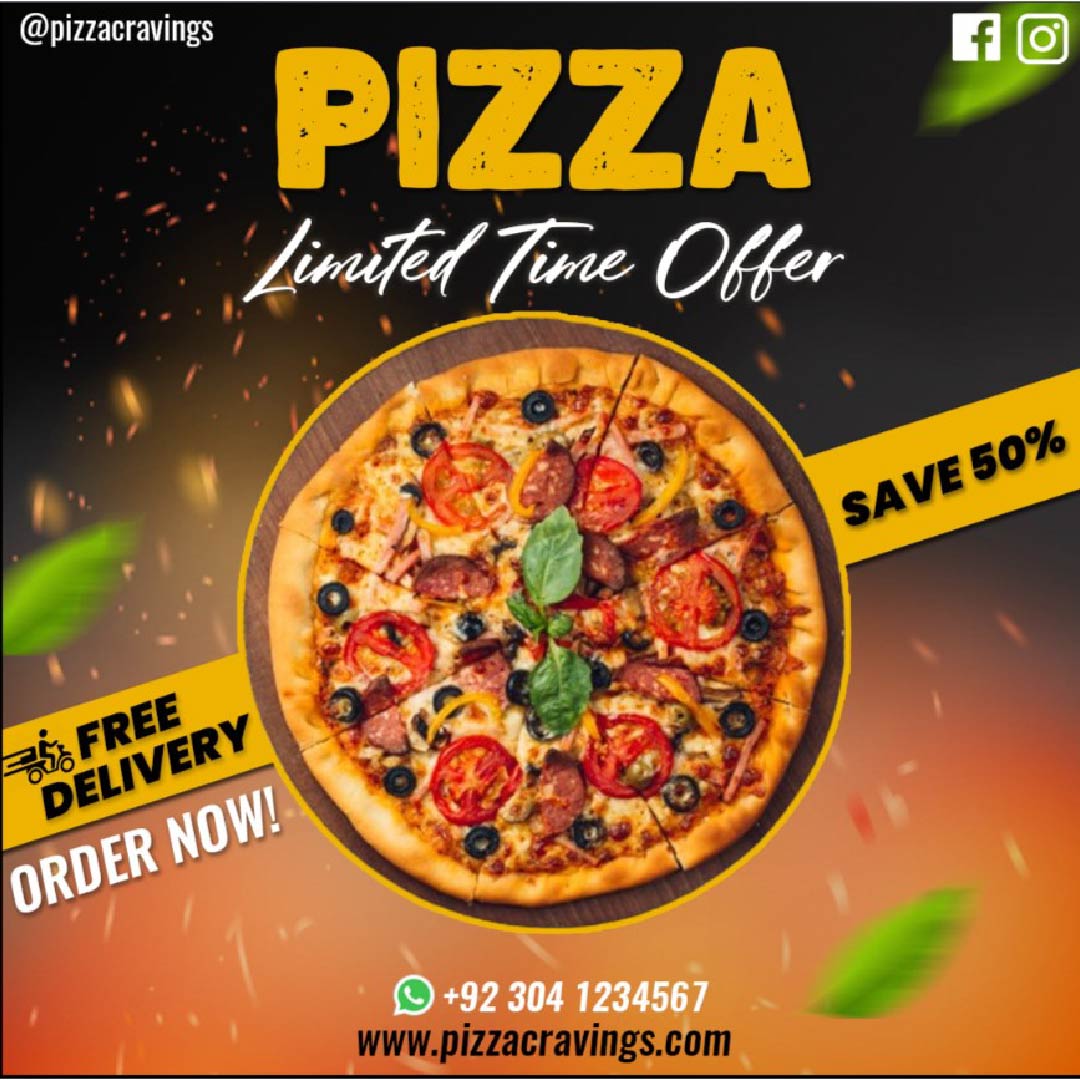 @pizzacravings
PIZZA
Limited Time Offer
SAVE 50%
FREE
DELIVERY
ORDER NOW!
+92 304 1234567
www.pizzacravings.com